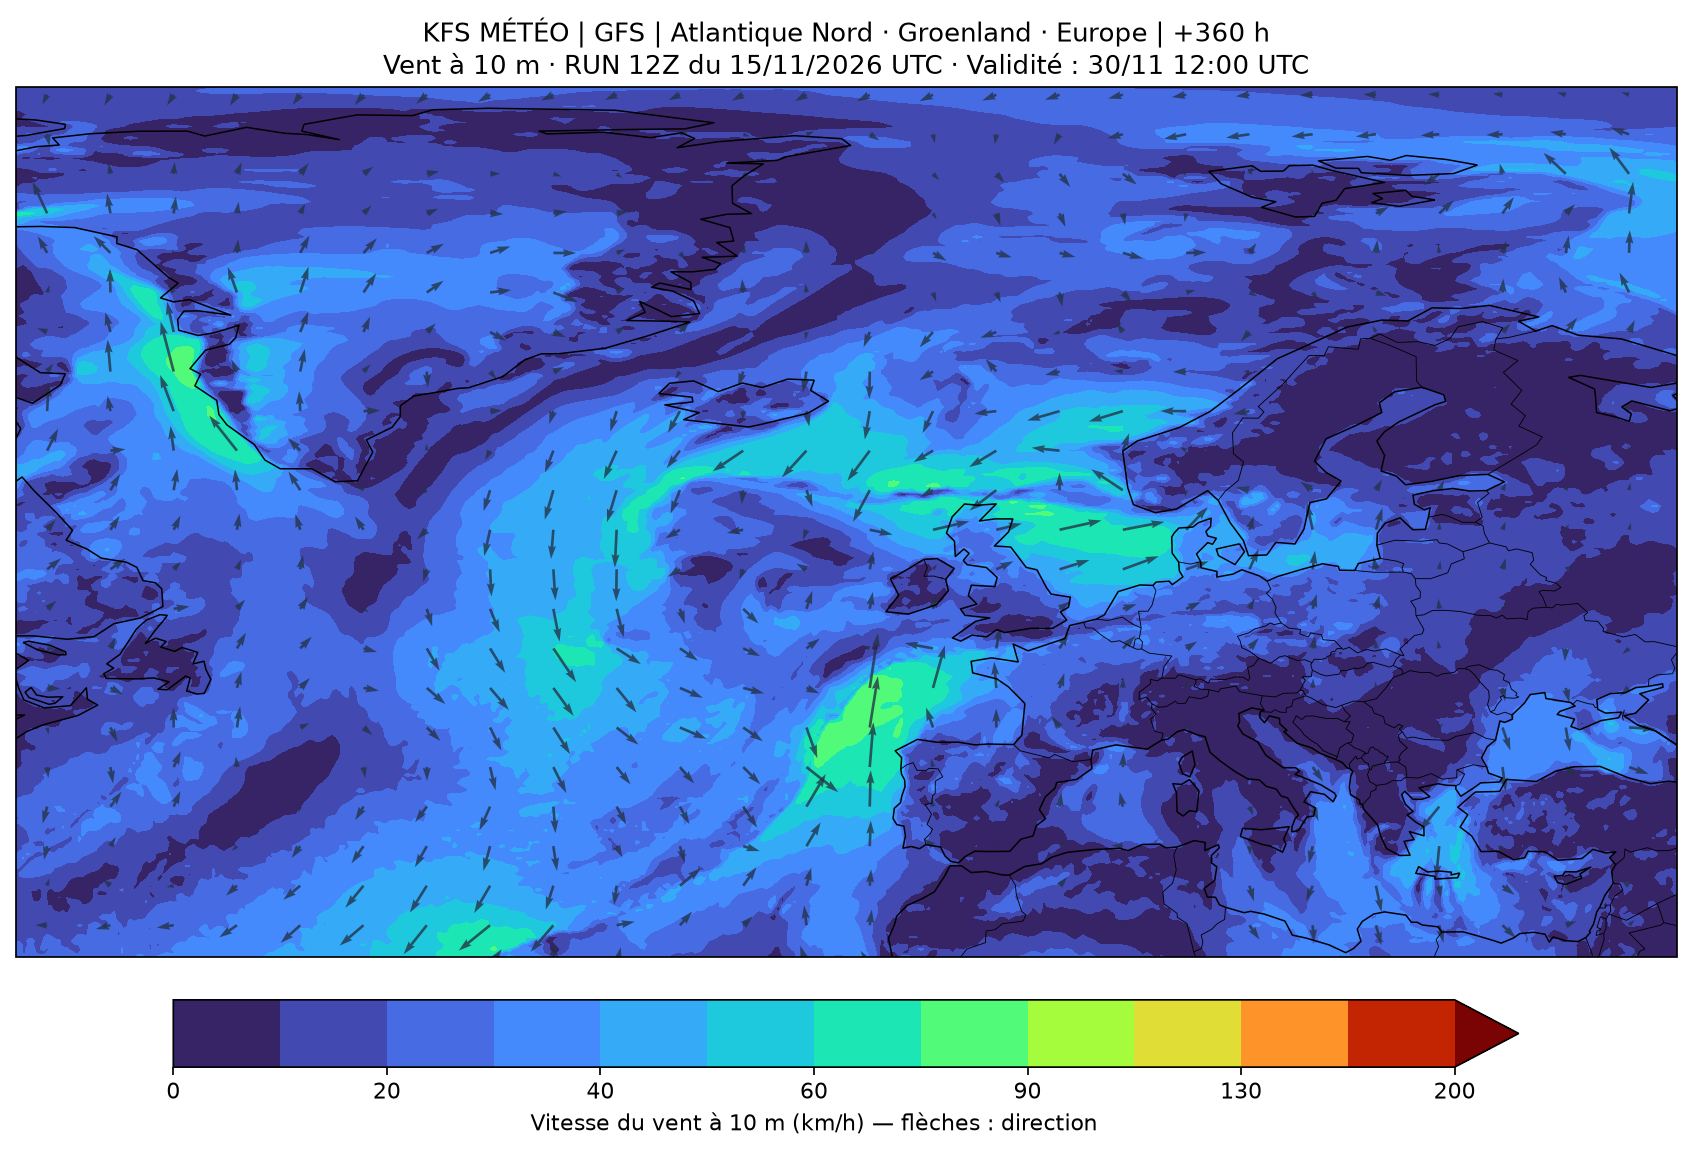 KFS MÉTÉO | GFS | Atlantique Nord · Groenland · Europe | +360 h
Vent à 10 m · RUN 12Z du 15/11/2026 UTC · Validité : 30/11 12:00 UTC
0 20 40 60 90 130 200
Vitesse du vent à 10 m (km/h) — flèches : direction